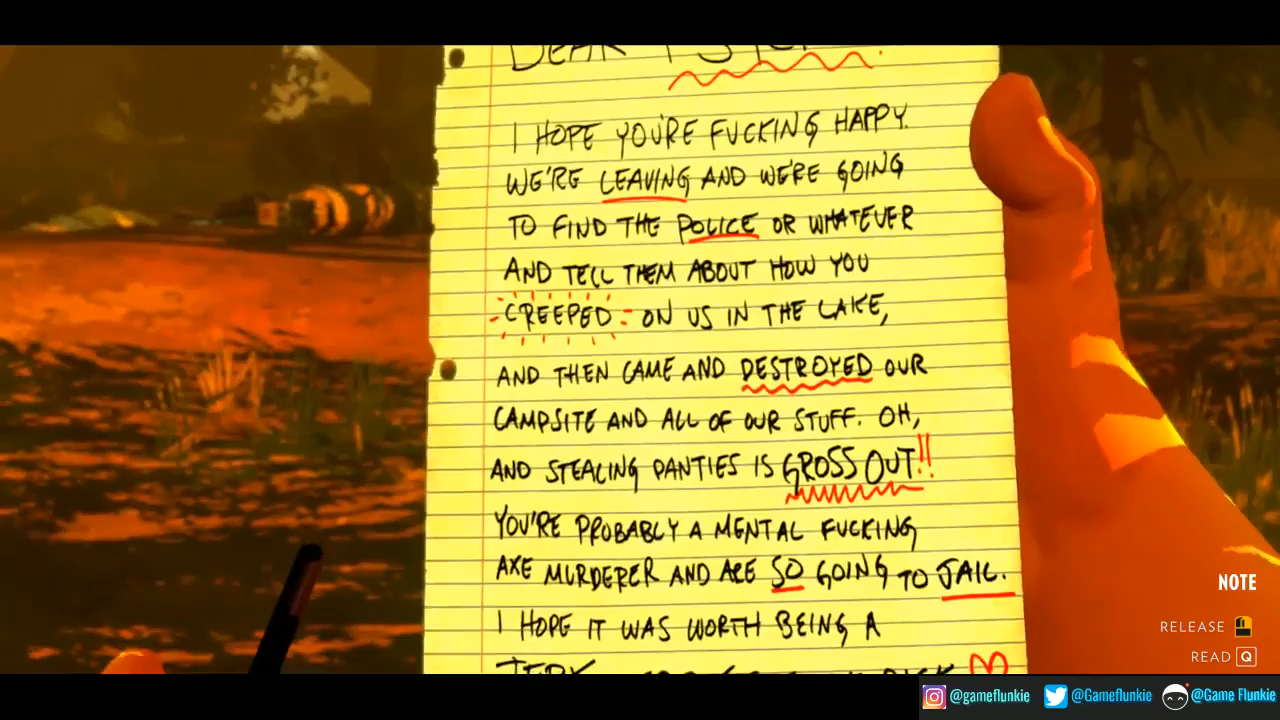 DEAR
I HOPE YOU'RE FUCKING HAPPY.
WE'RE LEAVING AND WE'RE GOING
TO FIND THE POLICE OR WHATEVER
AND TELL THEM ABOUT HOW YOU
CREEPED ON US IN THE LAKE,
AND THEN CAME AND DESTROYED OUR
CAMPSITE AND ALL OF OUR STUFF. OH,
AND STEALING PANTIES IS GROSS OUT!!
YOU'RE PROBABLY A MENTAL FUCKING
AXE MURDERER AND ARE SO GOING TO JAIL.
I HOPE IT WAS WORTH BEING A
JERK
NOTE
RELEASE
READ Q
@gameflunkie @Gameflunkie @Game Flunkie